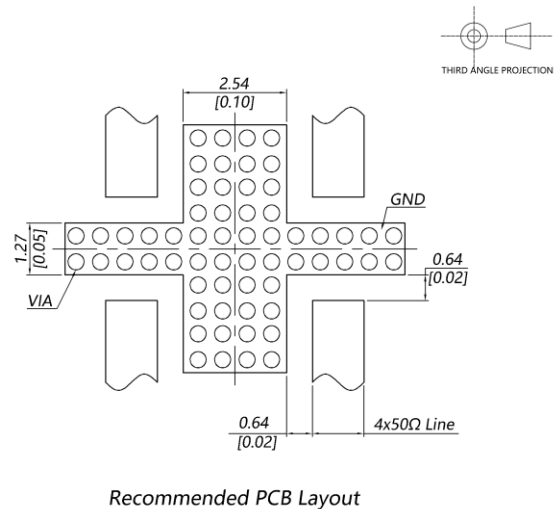 THIRD ANGLE PROJECTION
2.54
[0.10]
GND
1.27
[0.05]
0.64
[0.02]
VIA
0.64
[0.02]
4x50Ω Line
Recommended PCB Layout